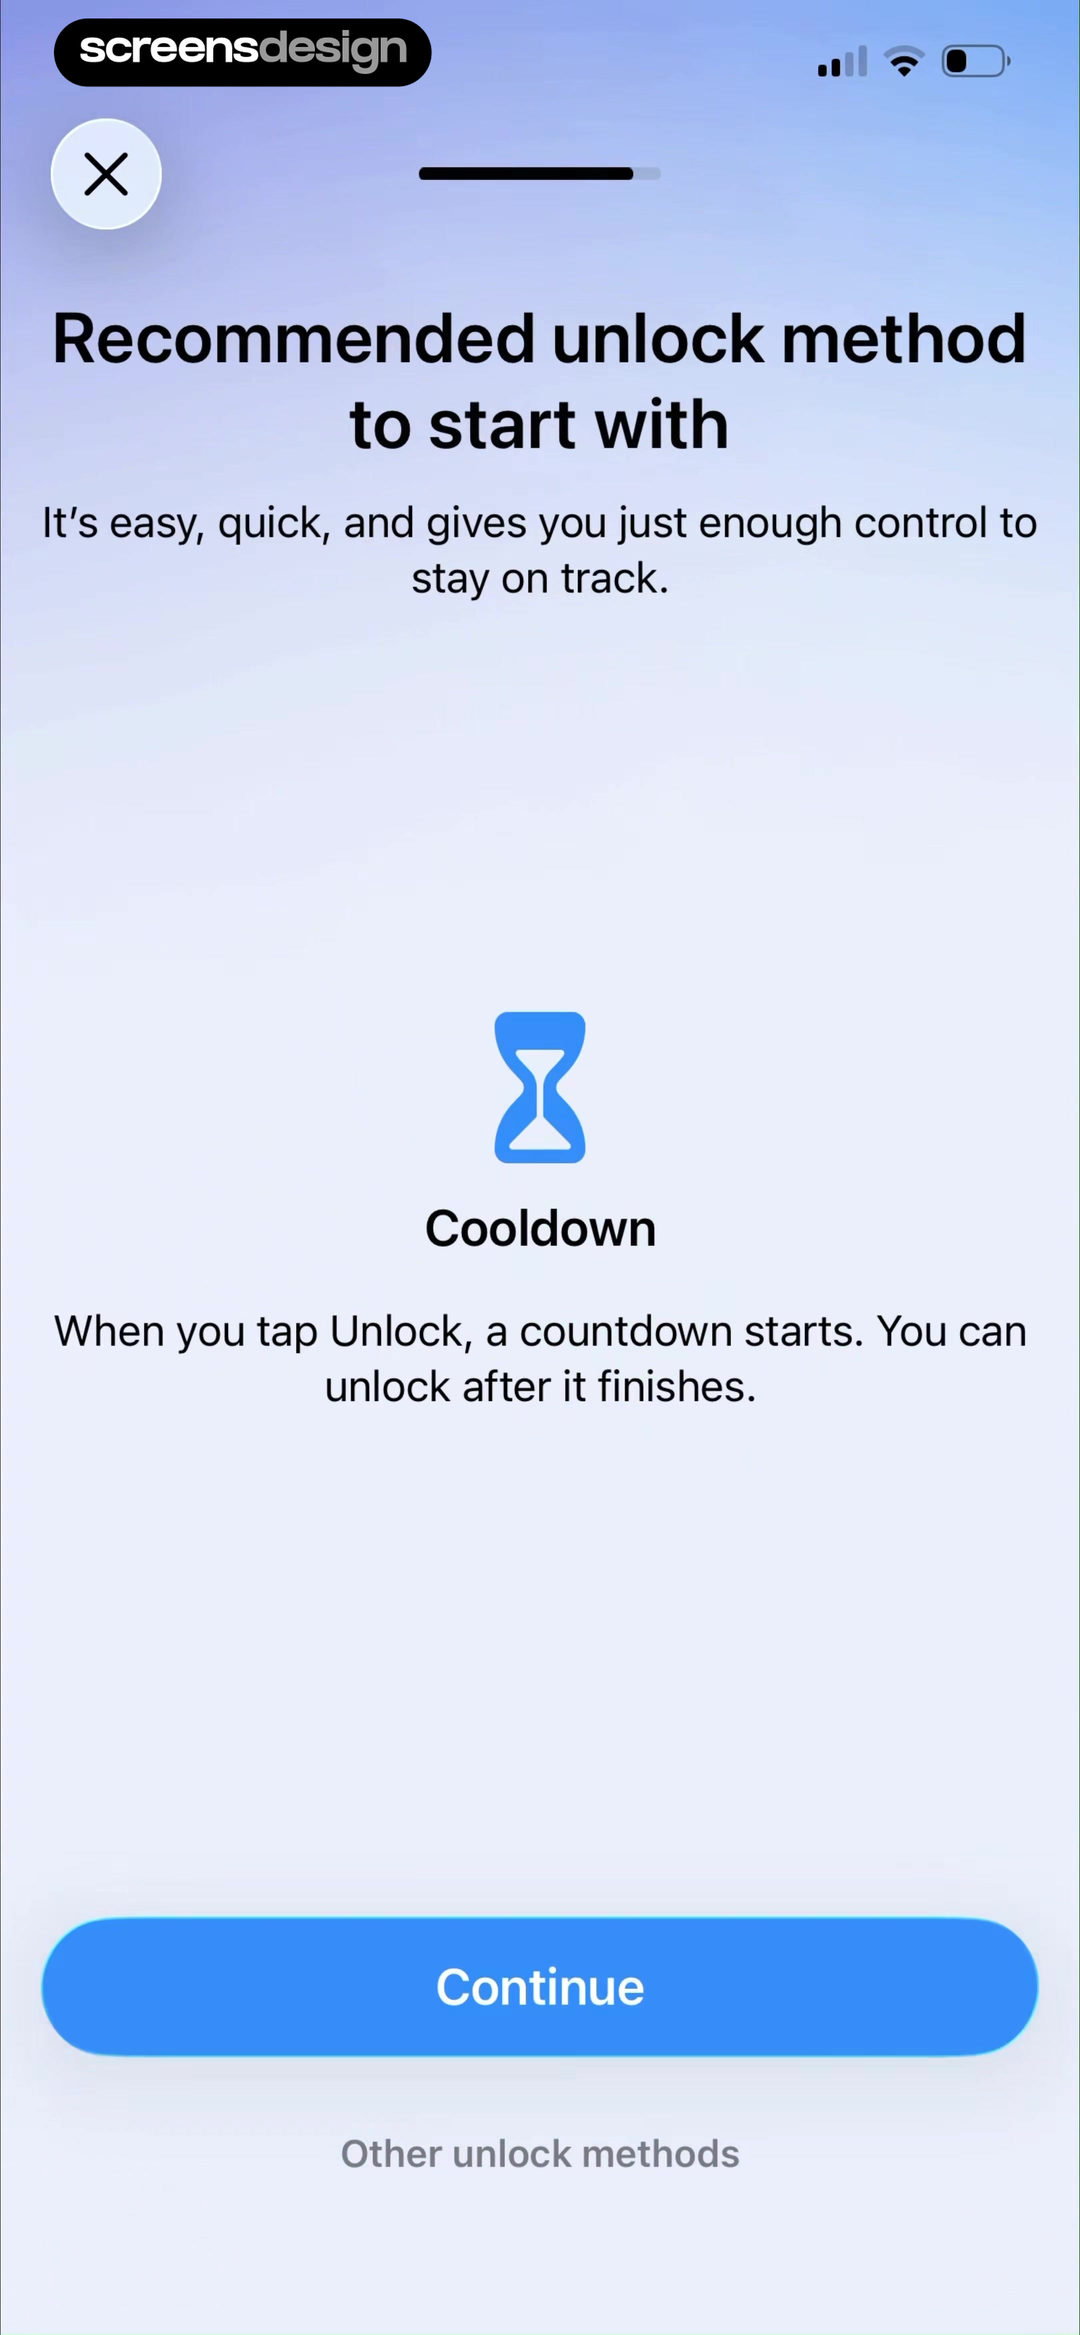 screensdesign
Recommended unlock method
to start with
It’s easy, quick, and gives you just enough control to
stay on track.
Cooldown
When you tap Unlock, a countdown starts. You can
unlock after it finishes.
Continue
Other unlock methods